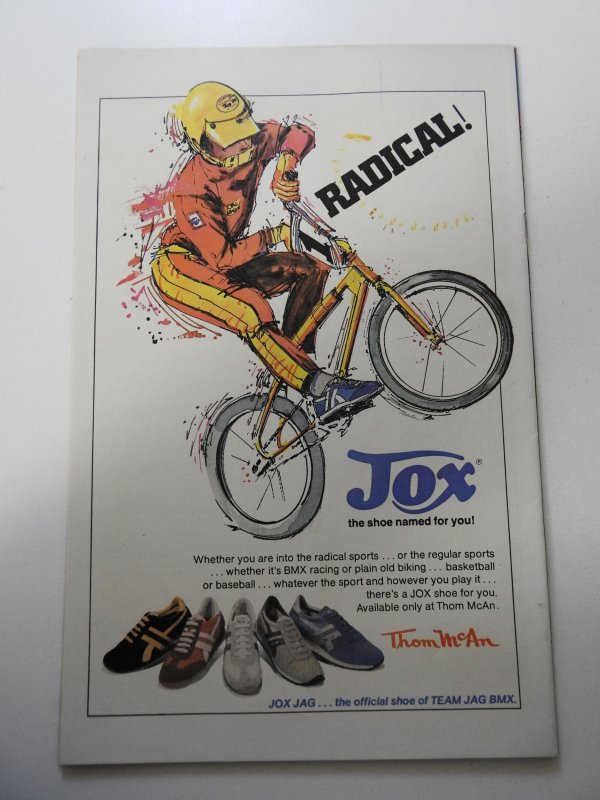 RADICAL!
1
Jox®
the shoe named for you!
Whether you are into the radical sports ... or the regular sports
... whether it's BMX racing or plain old biking ... basketball
or baseball ... whatever the sport and however you play it ...
there's a JOX shoe for you.
Available only at Thom McAn.
Thom McAn
JOX JAG ... the official shoe of TEAM JAG BMX.